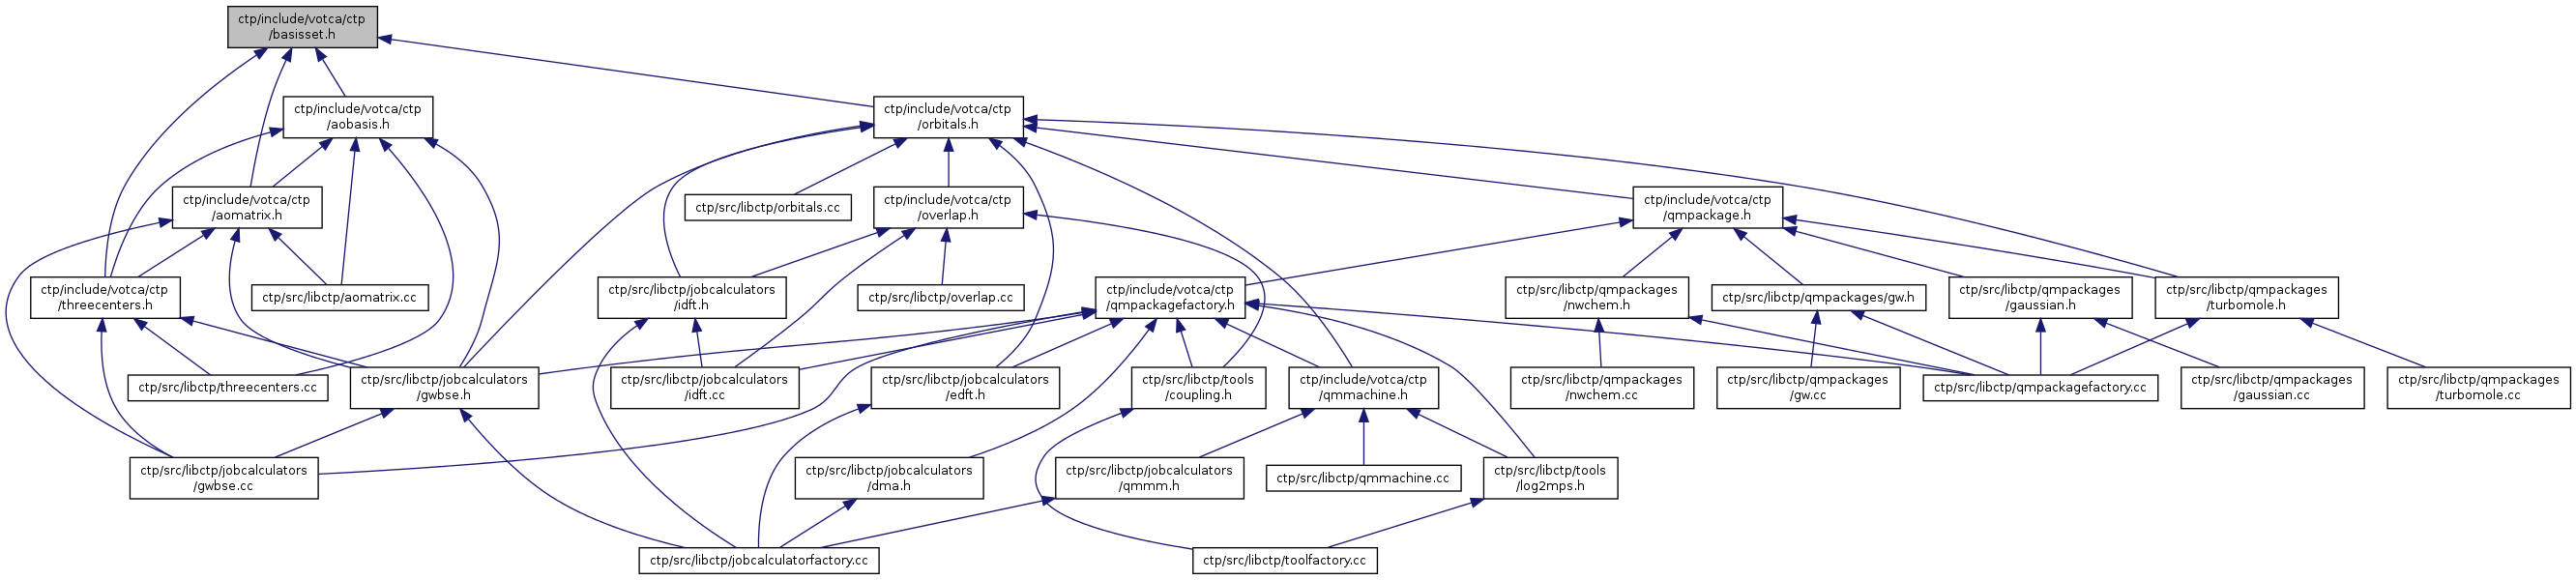 ctp/include/votca/ctp
/basisset.h
ctp/include/votca/ctp
/aobasis.h
ctp/include/votca/ctp
/orbitals.h
ctp/include/votca/ctp
/aomatrix.h
ctp/src/libctp/orbitals.cc
ctp/include/votca/ctp
/overlap.h
ctp/include/votca/ctp
/qmpackage.h
ctp/include/votca/ctp
/threecenters.h
ctp/src/libctp/aomatrix.cc
ctp/src/libctp/jobcalculators
/idft.h
ctp/src/libctp/overlap.cc
ctp/include/votca/ctp
/qmpackagefactory.h
ctp/src/libctp/qmpackages
/nwchem.h
ctp/src/libctp/qmpackages/gw.h
ctp/src/libctp/qmpackages
/gaussian.h
ctp/src/libctp/qmpackages
/turbomole.h
ctp/src/libctp/threecenters.cc
ctp/src/libctp/jobcalculators
/gwbse.h
ctp/src/libctp/jobcalculators
/idft.cc
ctp/src/libctp/jobcalculators
/edft.h
ctp/src/libctp/tools
/coupling.h
ctp/include/votca/ctp
/qmmachine.h
ctp/src/libctp/qmpackages
/nwchem.cc
ctp/src/libctp/qmpackages
/gw.cc
ctp/src/libctp/qmpackagefactory.cc
ctp/src/libctp/qmpackages
/gaussian.cc
ctp/src/libctp/qmpackages
/turbomole.cc
ctp/src/libctp/jobcalculators
/gwbse.cc
ctp/src/libctp/jobcalculators
/dma.h
ctp/src/libctp/jobcalculators
/qmmm.h
ctp/src/libctp/qmmachine.cc
ctp/src/libctp/tools
/log2mps.h
ctp/src/libctp/jobcalculatorfactory.cc
ctp/src/libctp/toolfactory.cc